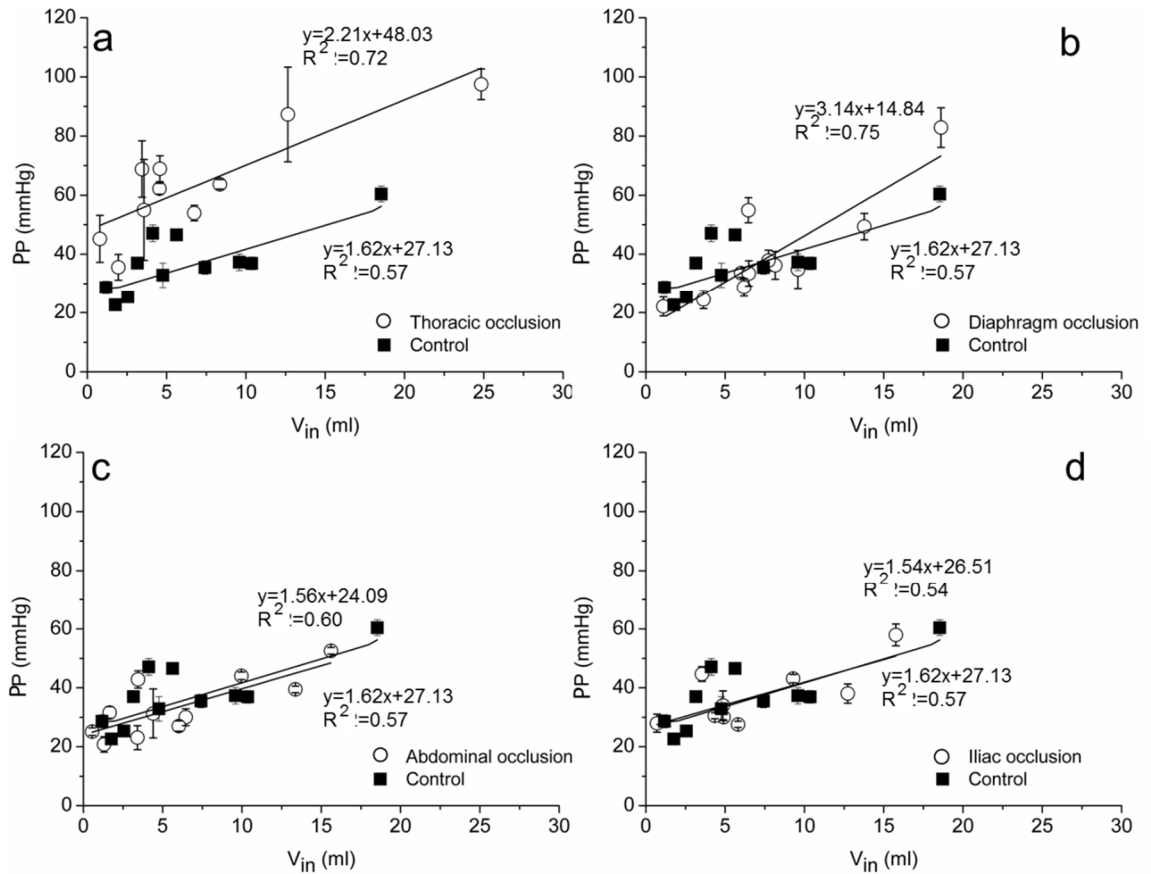 a
120
100
80
60
40
20
0
PP (mmHg)
y=2.21x+48.03
R2 !=0.72
y=1.62x+27.13
R2 !=0.57
Thoracic occlusion
Control
0 5 10 15 20 25 30
Vin (ml)
b
120
100
80
60
40
20
0
PP (mmHg)
y=3.14x+14.84
R2 !=0.75
y=1.62x+27.13
R2 !=0.57
Diaphragm occlusion
Control
0 5 10 15 20 25 30
Vin (ml)
c
120
100
80
60
40
20
0
PP (mmHg)
y=1.56x+24.09
R2 !=0.60
y=1.62x+27.13
R2 !=0.57
Abdominal occlusion
Control
0 5 10 15 20 25 30
Vin (ml)
d
120
100
80
60
40
20
0
PP (mmHg)
y=1.54x+26.51
R2 !=0.54
y=1.62x+27.13
R2 !=0.57
Iliac occlusion
Control
0 5 10 15 20 25 30
Vin (ml)